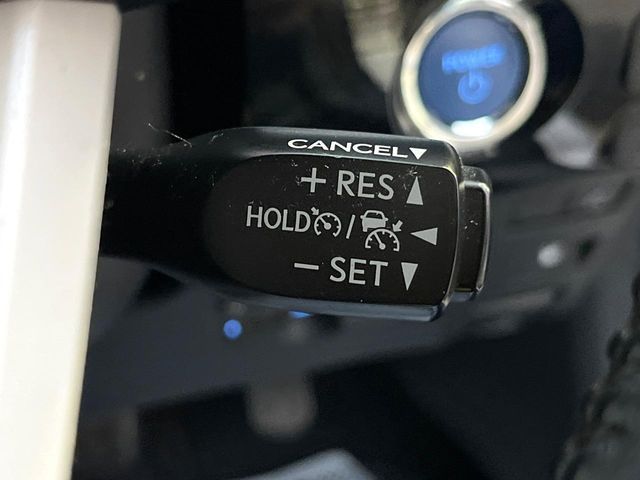 POWER
CANCEL▼
+ RES ▲
HOLD / ◀
− SET ▼